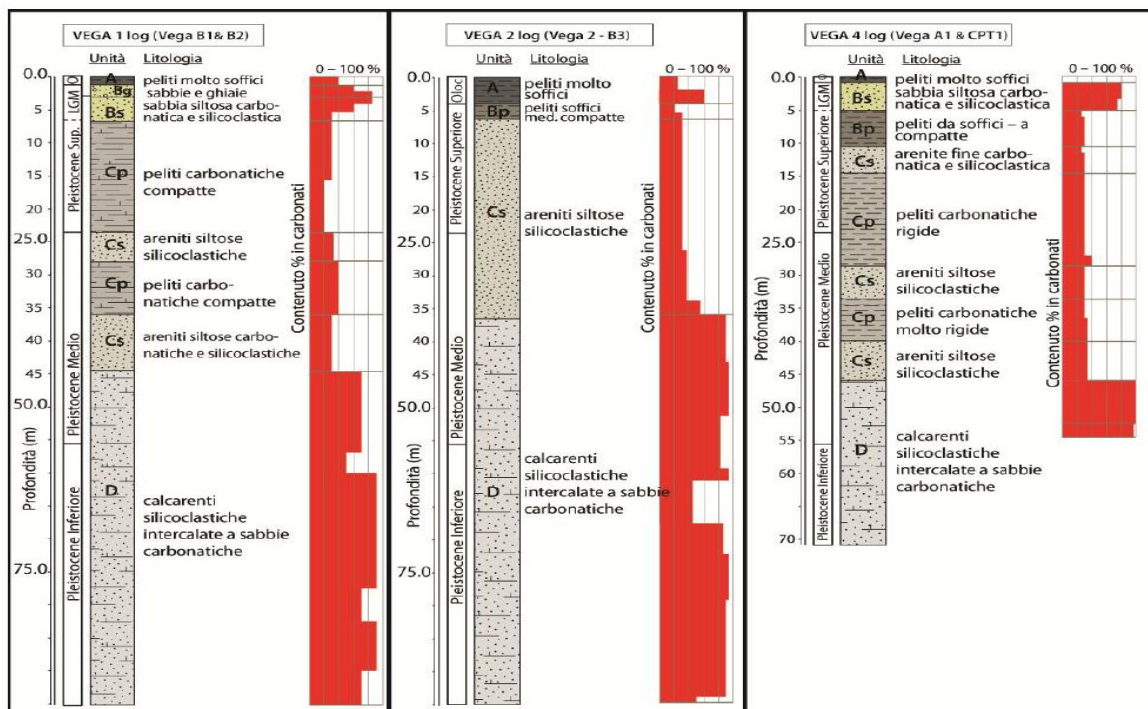 VEGA 1 log (Vega B1& B2)
Unità Litologia
0 – 100 %
0.0
5
10
15
20
25.0
30
35
40
45
50.0
75.0
Profondità (m)
O
LGM
Pleistocene Sup.
Pleistocene Medio
Pleistocene Inferiore
A
Bg
Bs
Cp
Cs
Cp
Cs
D
peliti molto soffici
sabbie e ghiaie
sabbia siltosa carbo-
natica e silicoclastica
peliti carbonatiche
compatte
areniti siltose
silicoclastiche
peliti carbo-
natiche compatte
areniti siltose carbo-
natiche e silicoclastiche
calcarenti
silicoclastiche
intercalate a sabbie
carbonatiche
Contenuto % in carbonati
VEGA 2 log (Vega 2 - B3)
Unità Litologia
0 – 100 %
0.0
5
10
15
20
25.0
30
35
40
45
50.0
75.0
Profondità (m)
Oloc
Pleistocene Superiore
Pleistocene Medio
Pleistocene Inferiore
A
Bp
Cs
D
peliti molto
soffici
peliti soffici
med. compatte
areniti siltose
silicoclastiche
calcarenti
silicoclastiche
intercalate a sabbie
carbonatiche
Contenuto % in carbonati
VEGA 4 log (Vega A1 & CPT1)
Unità Litologia
0 – 100 %
0.0
5
10
15
20
25.0
30
35
40
45
50.0
55
60
70
Profondità (m)
O
LGM
Pleistocene Superiore
Pleistocene Medio
Pleistocene Inferiore
A
Bs
Bp
Cs
Cp
Cs
Cp
Cs
D
peliti molto soffici
sabbia siltosa carbo-
natica e silicoclastica
peliti da soffici – a
compatte
arenite fine carbo-
natica e silicoclastica
peliti carbonatiche
rigide
areniti siltose
silicoclastiche
peliti carbonatiche
molto rigide
areniti siltose
silicoclastiche
calcarenti
silicoclastiche
intercalate a sabbie
carbonatiche
Contenuto % in carbonati